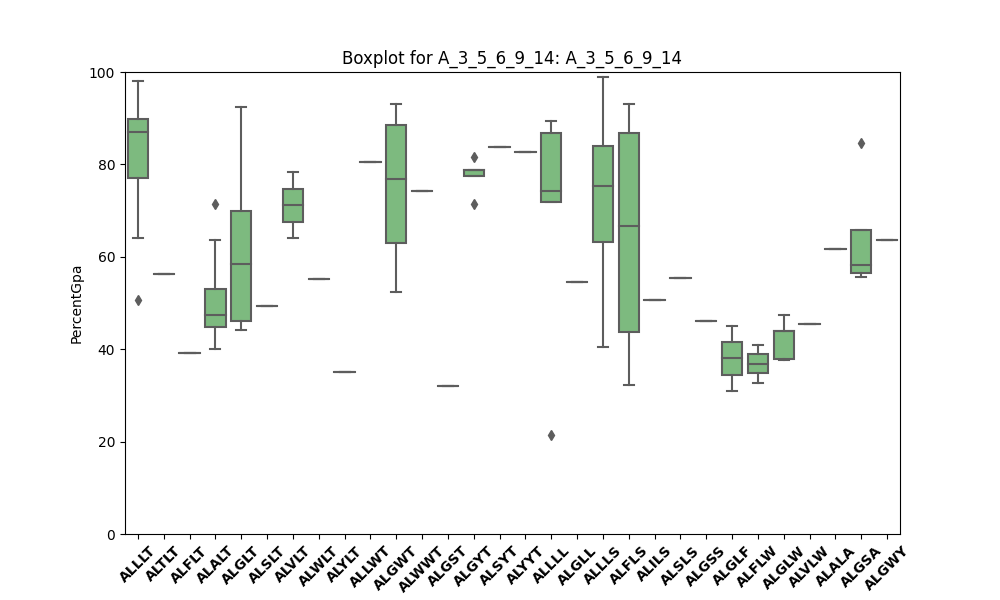 Boxplot for A_3_5_6_9_14: A_3_5_6_9_14
100
80
60
40
20
0
PercentGpa
ALLLT
ALTLT
ALFLT
ALALT
ALGLT
ALSLT
ALVLT
ALWLT
ALYLT
ALLWT
ALGWT
ALWWT
ALGST
ALGYT
ALSYT
ALYYT
ALLLL
ALGLL
ALLLS
ALFLS
ALILS
ALSLS
ALGSS
ALGLF
ALFLW
ALGLW
ALVLW
ALALA
ALGSA
ALGWY